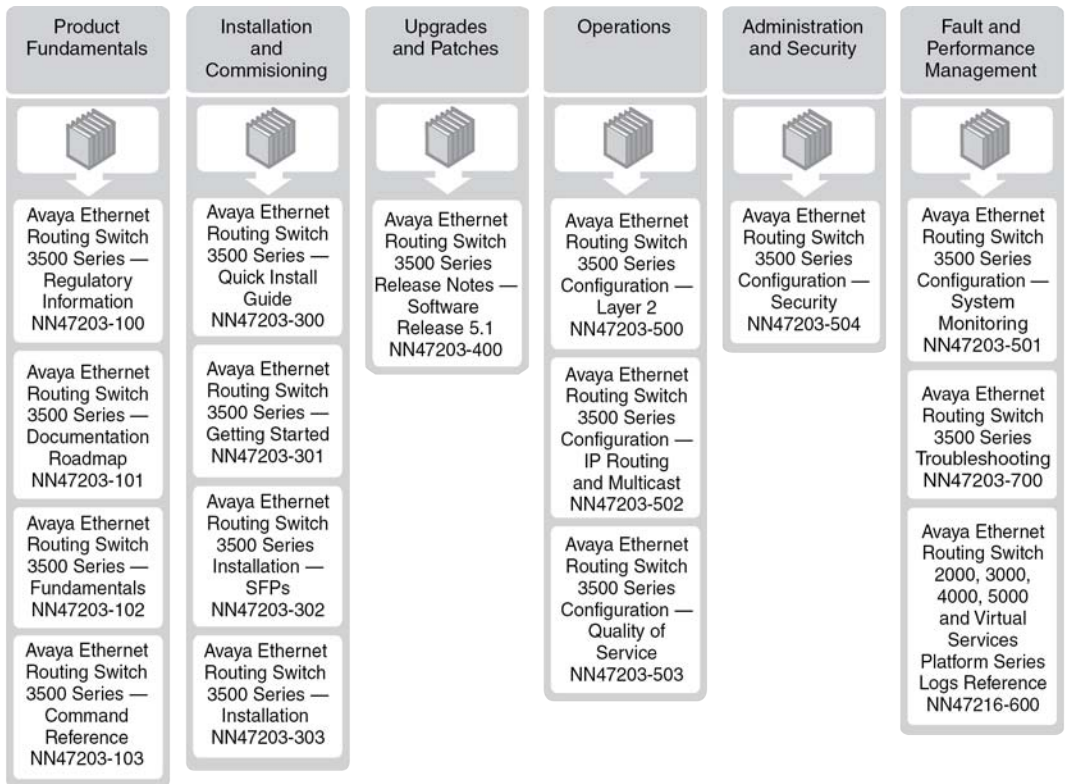 Product
Fundamentals
Avaya Ethernet
Routing Switch
3500 Series —
Regulatory
Information
NN47203-100
Avaya Ethernet
Routing Switch
3500 Series —
Documentation
Roadmap
NN47203-101
Avaya Ethernet
Routing Switch
3500 Series —
Fundamentals
NN47203-102
Avaya Ethernet
Routing Switch
3500 Series —
Command
Reference
NN47203-103
Installation
and
Commisioning
Avaya Ethernet
Routing Switch
3500 Series —
Quick Install
Guide
NN47203-300
Avaya Ethernet
Routing Switch
3500 Series —
Getting Started
NN47203-301
Avaya Ethernet
Routing Switch
3500 Series
Installation —
SFPs
NN47203-302
Avaya Ethernet
Routing Switch
3500 Series —
Installation
NN47203-303
Upgrades
and Patches
Avaya Ethernet
Routing Switch
3500 Series
Release Notes —
Software
Release 5.1
NN47203-400
Operations
Avaya Ethernet
Routing Switch
3500 Series
Configuration —
Layer 2
NN47203-500
Avaya Ethernet
Routing Switch
3500 Series
Configuration —
IP Routing
and Multicast
NN47203-502
Avaya Ethernet
Routing Switch
3500 Series
Configuration —
Quality of
Service
NN47203-503
Administration
and Security
Avaya Ethernet
Routing Switch
3500 Series
Configuration —
Security
NN47203-504
Fault and
Performance
Management
Avaya Ethernet
Routing Switch
3500 Series
Configuration —
System
Monitoring
NN47203-501
Avaya Ethernet
Routing Switch
3500 Series
Troubleshooting
NN47203-700
Avaya Ethernet
Routing Switch
2000, 3000,
4000, 5000
and Virtual
Services
Platform Series
Logs Reference
NN47216-600